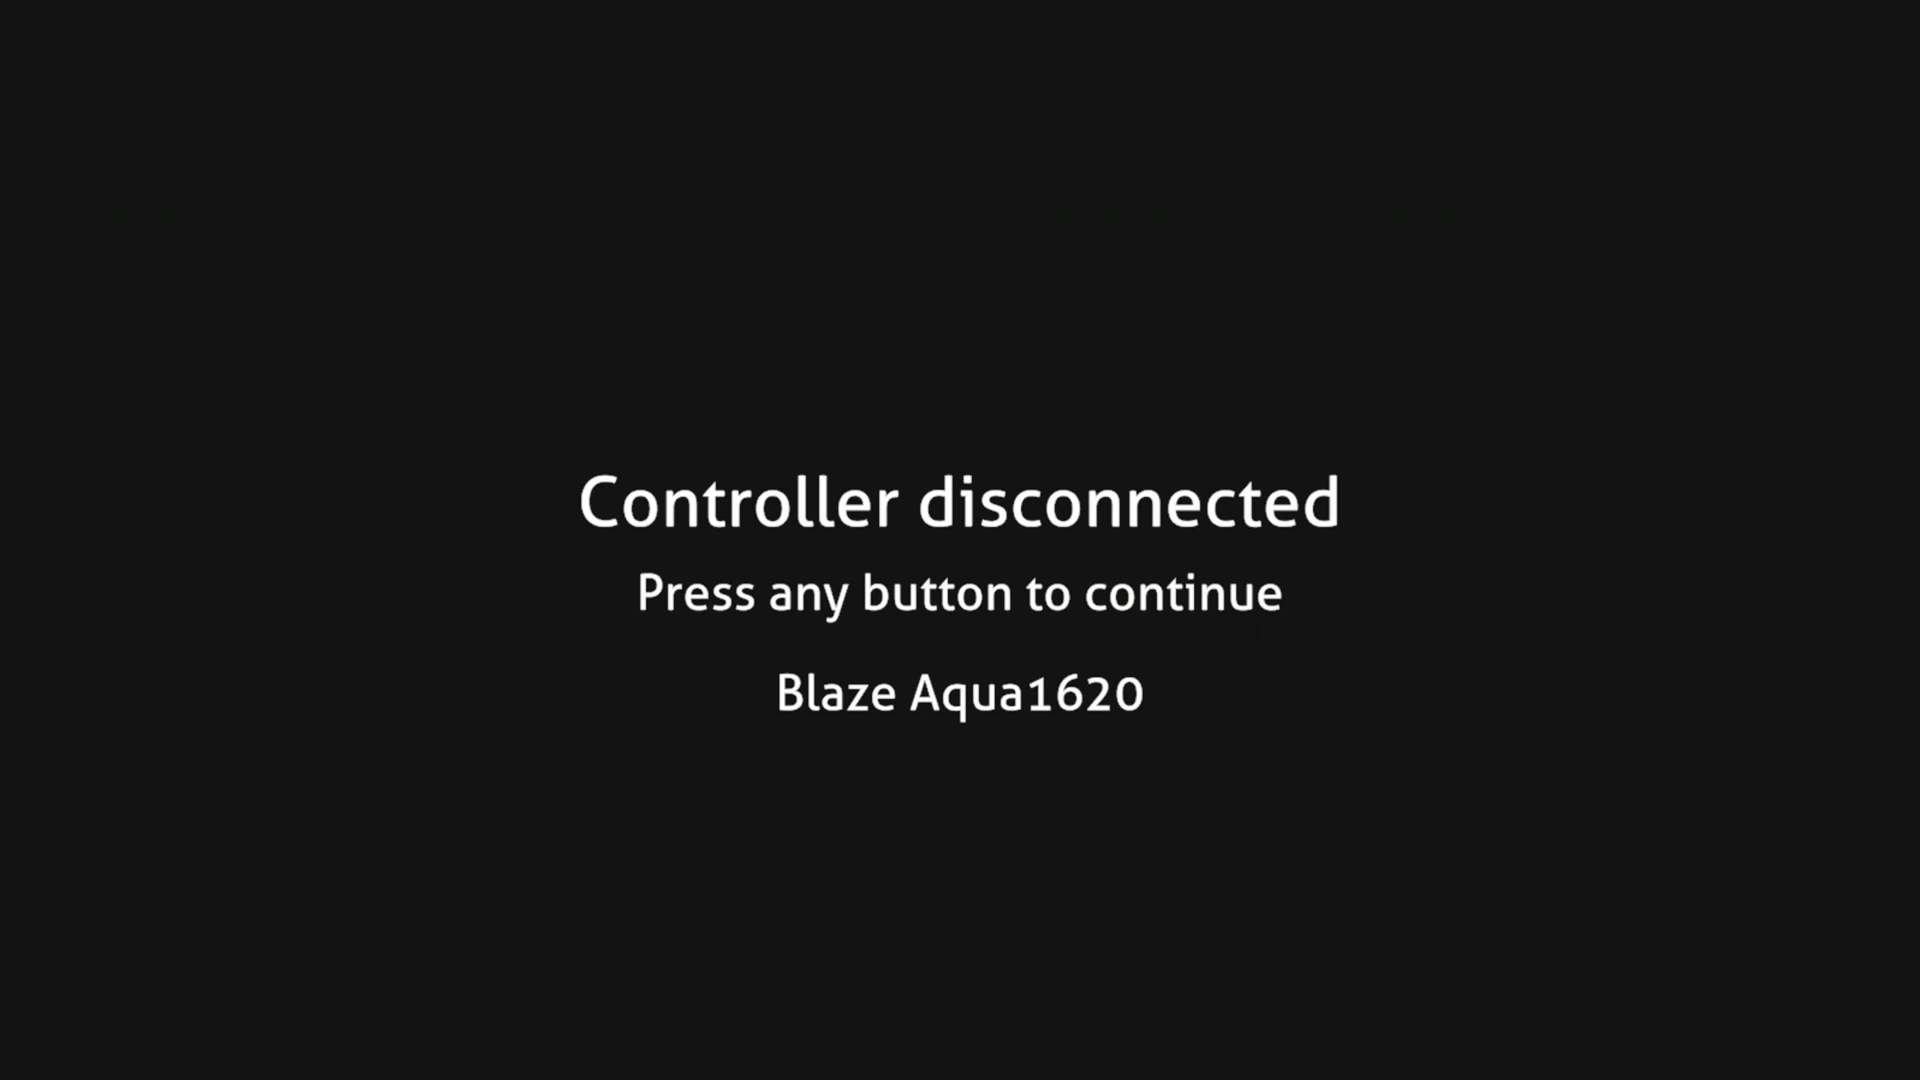 Controller disconnected
Press any button to continue
Blaze Aqua1620